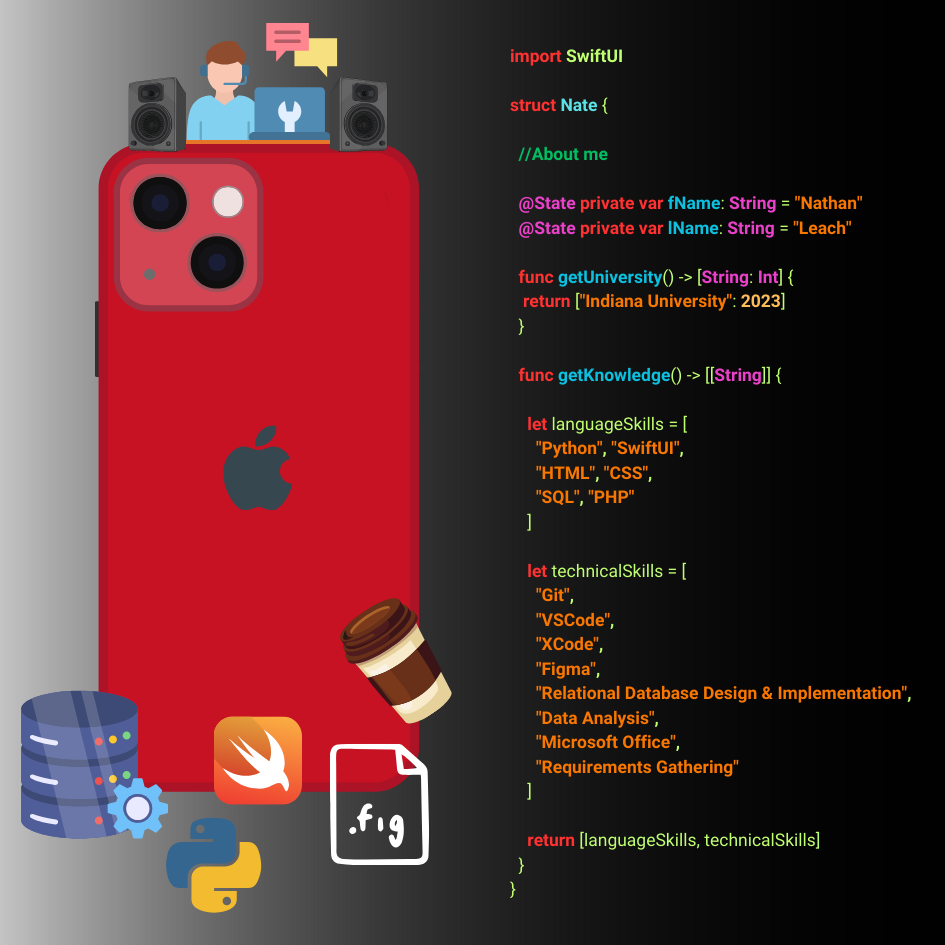 import SwiftUI
struct Nate {
//About me
@State private var fName: String = "Nathan"
@State private var lName: String = "Leach"
func getUniversity() -> [String: Int] {
return ["Indiana University": 2023]
}
func getKnowledge() -> [[String]] {
let languageSkills = [
"Python", "SwiftUI",
"HTML", "CSS",
"SQL", "PHP"
]
let technicalSkills = [
"Git",
"VSCode",
"XCode",
"Figma",
"Relational Database Design & Implementation",
"Data Analysis",
"Microsoft Office",
"Requirements Gathering"
]
return [languageSkills, technicalSkills]
}
}
.fig